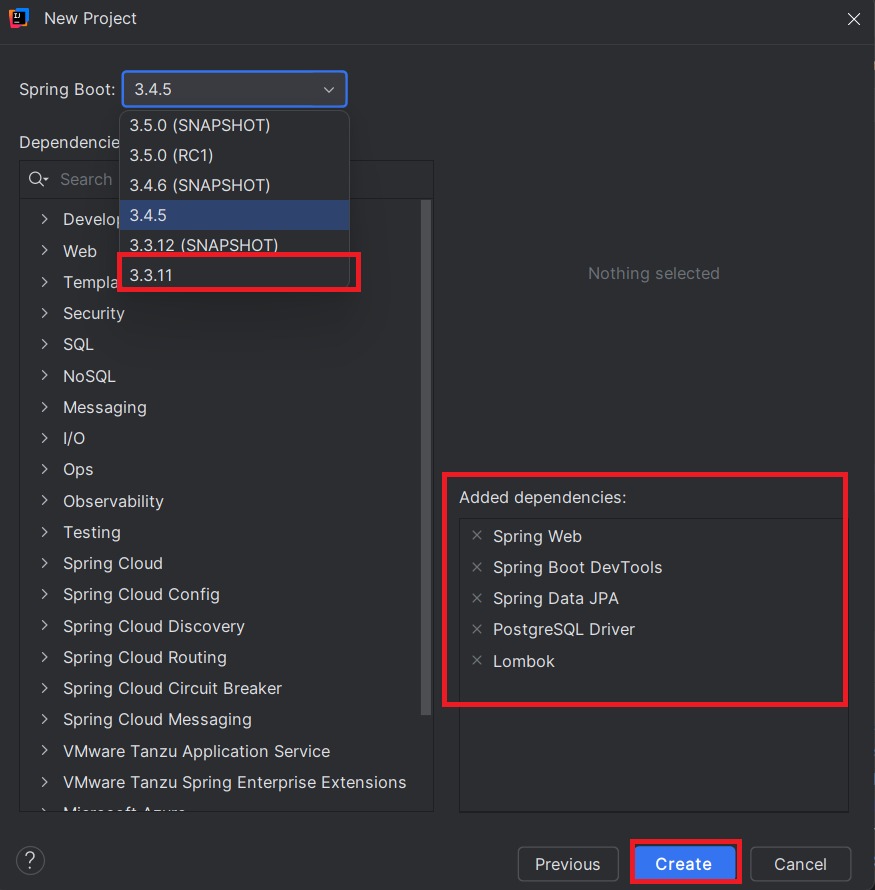 New Project
Spring Boot:
3.4.5
3.5.0 (SNAPSHOT)
3.5.0 (RC1)
3.4.6 (SNAPSHOT)
3.4.5
3.3.12 (SNAPSHOT)
3.3.11
Dependencie
Search
Develop
Web
Templa
Security
SQL
NoSQL
Messaging
I/O
Ops
Observability
Testing
Spring Cloud
Spring Cloud Config
Spring Cloud Discovery
Spring Cloud Routing
Spring Cloud Circuit Breaker
Spring Cloud Messaging
VMware Tanzu Application Service
VMware Tanzu Spring Enterprise Extensions
Microsoft Azure
Nothing selected
Added dependencies:
Spring Web
Spring Boot DevTools
Spring Data JPA
PostgreSQL Driver
Lombok
?
Previous
Create
Cancel